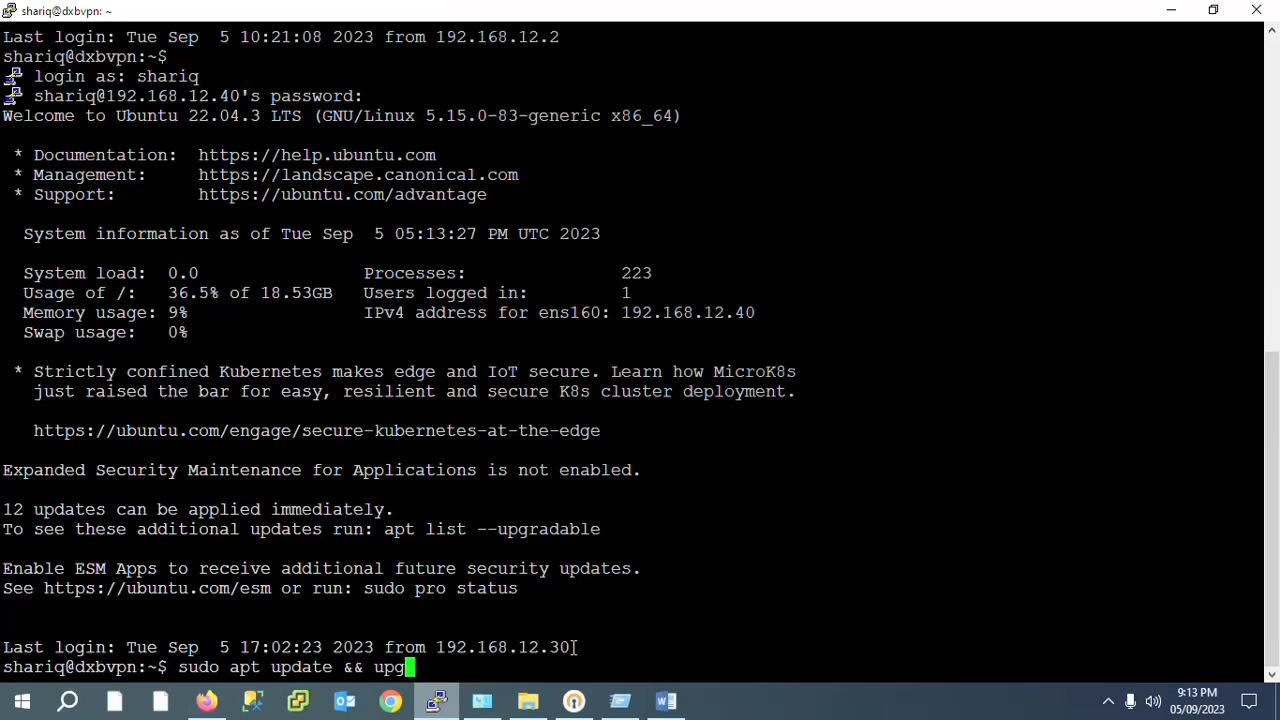 shariq@dxbvpn: ~
Last login: Tue Sep  5 10:21:08 2023 from 192.168.12.2
shariq@dxbvpn:~$
login as: shariq
shariq@192.168.12.40's password:
Welcome to Ubuntu 22.04.3 LTS (GNU/Linux 5.15.0-83-generic x86_64)
* Documentation:  https://help.ubuntu.com
* Management:     https://landscape.canonical.com
* Support:        https://ubuntu.com/advantage
System information as of Tue Sep  5 05:13:27 PM UTC 2023
System load:  0.0                Processes:               223
Usage of /:   36.5% of 18.53GB   Users logged in:         1
Memory usage: 9%                 IPv4 address for ens160: 192.168.12.40
Swap usage:   0%
* Strictly confined Kubernetes makes edge and IoT secure. Learn how MicroK8s
just raised the bar for easy, resilient and secure K8s cluster deployment.
https://ubuntu.com/engage/secure-kubernetes-at-the-edge
Expanded Security Maintenance for Applications is not enabled.
12 updates can be applied immediately.
To see these additional updates run: apt list --upgradable
Enable ESM Apps to receive additional future security updates.
See https://ubuntu.com/esm or run: sudo pro status
Last login: Tue Sep  5 17:02:23 2023 from 192.168.12.30
shariq@dxbvpn:~$ sudo apt update && upg
9:13 PM
05/09/2023